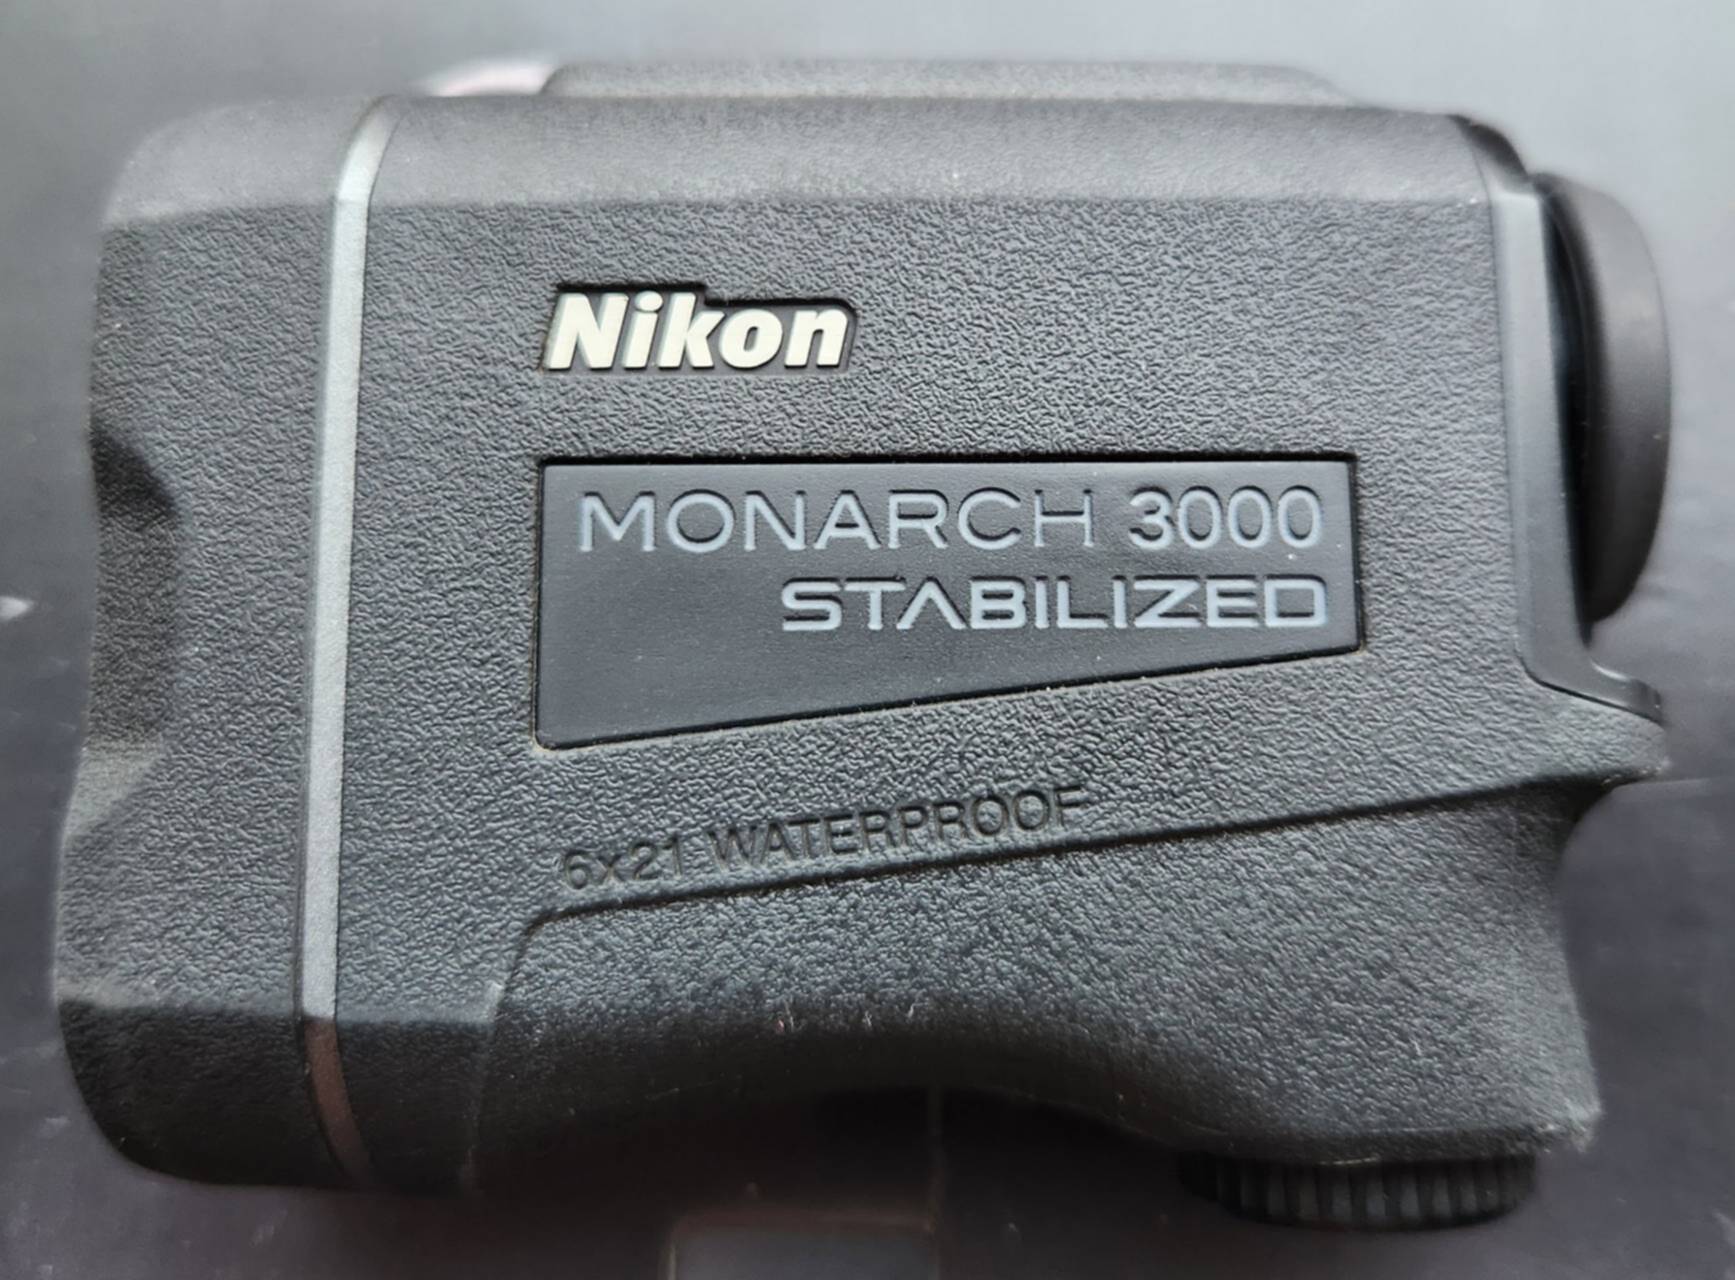 Nikon
MONARCH 3000
STABILIZED
6x21 WATERPROOF